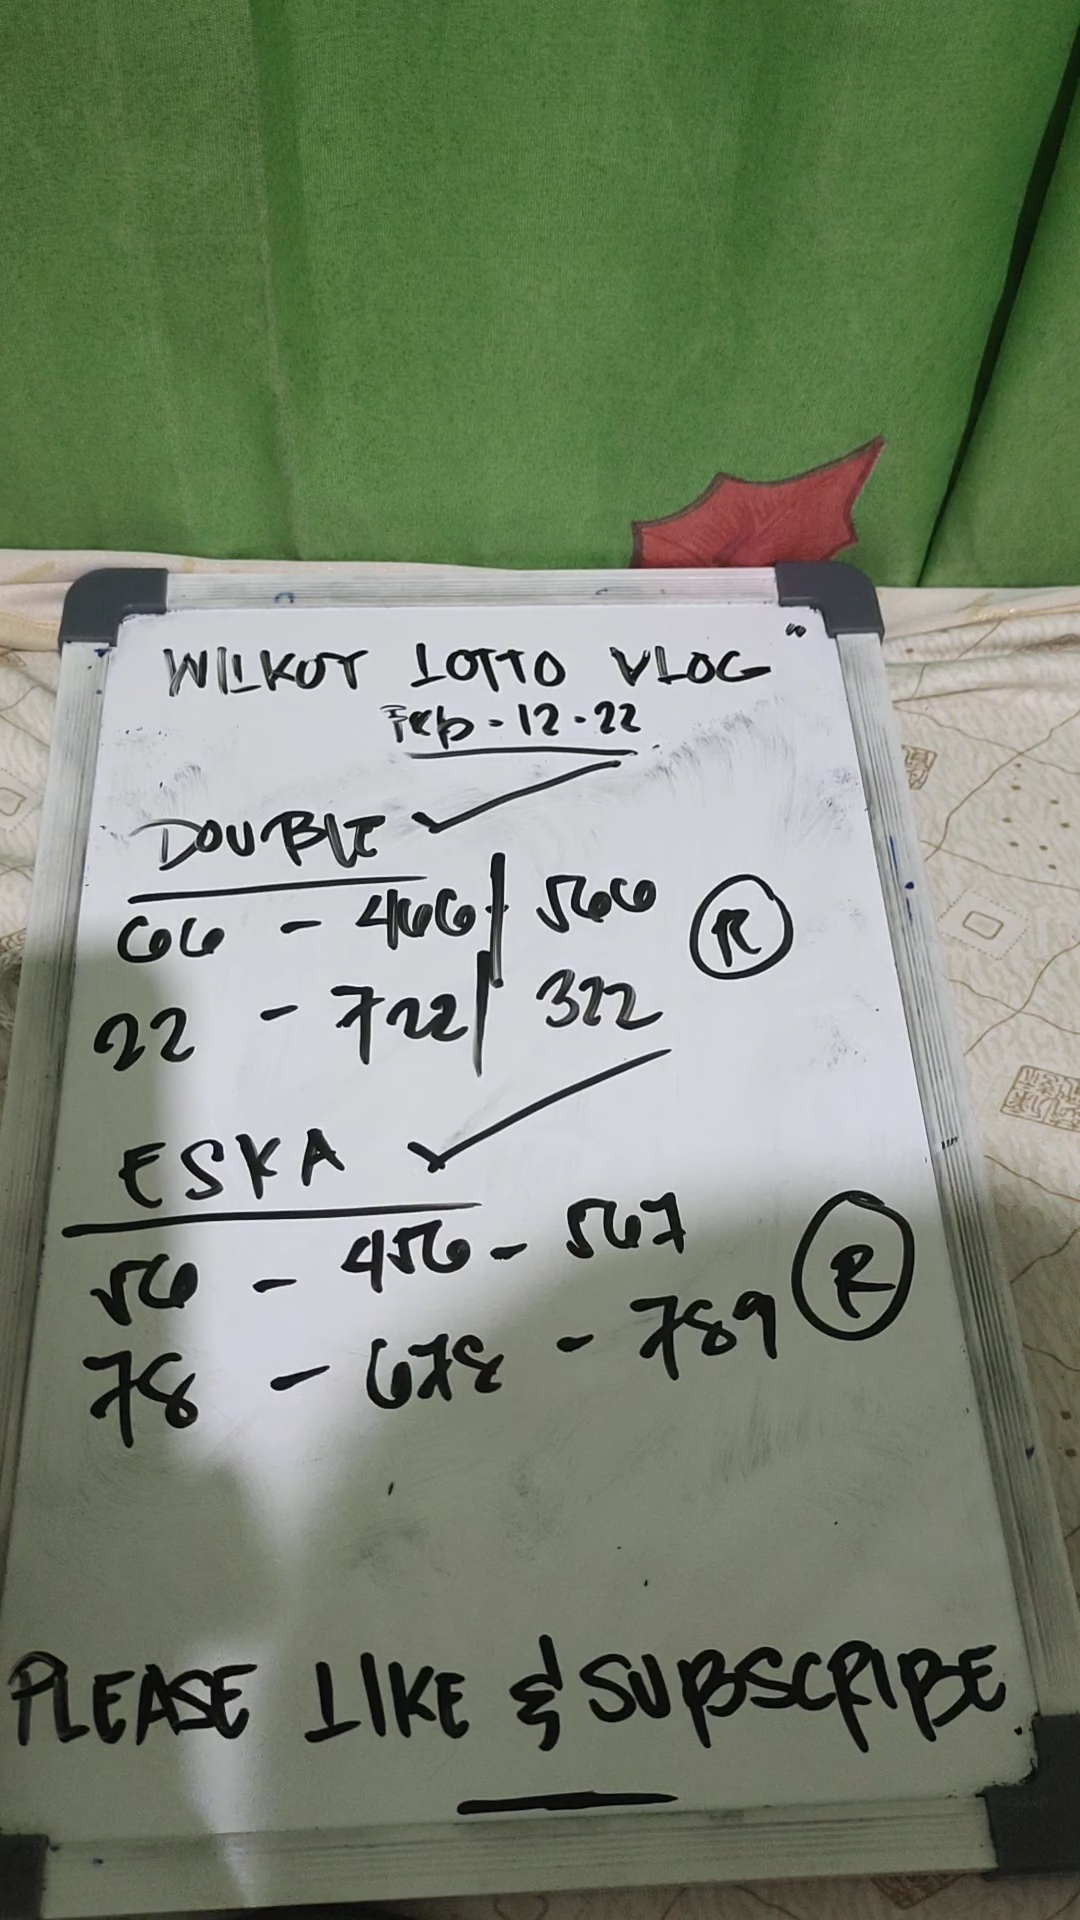 WILKOT LOTTO VLOG
Feb - 12 - 22
DOUBLE ✓
66 - 466 / 566 Ⓡ
22 - 722 / 322
ESKA ✓
56 - 456 - 567 Ⓡ
78 - 678 - 789
PLEASE LIKE & SUBSCRIBE